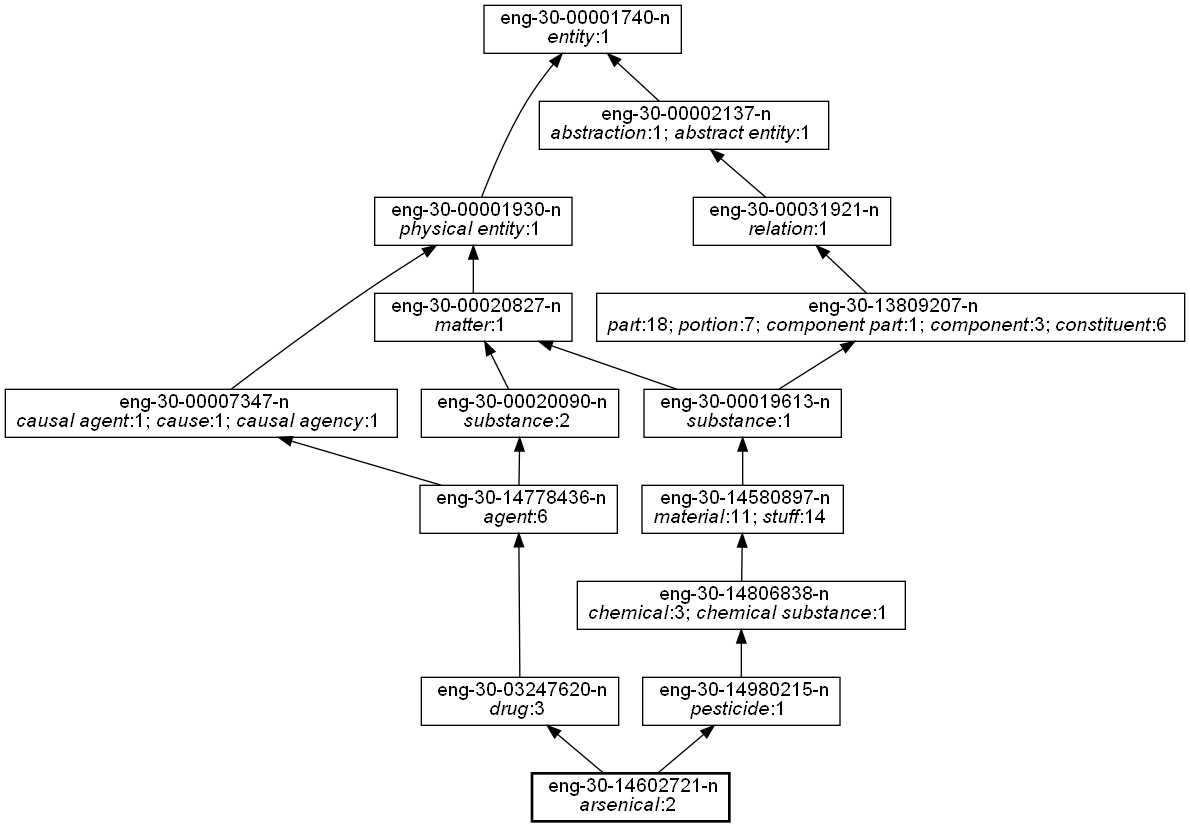 eng-30-00001740-n
entity:1
eng-30-00002137-n
abstraction:1; abstract entity:1
eng-30-00001930-n
physical entity:1
eng-30-00031921-n
relation:1
eng-30-00020827-n
matter:1
eng-30-13809207-n
part:18; portion:7; component part:1; component:3; constituent:6
eng-30-00007347-n
causal agent:1; cause:1; causal agency:1
eng-30-00020090-n
substance:2
eng-30-00019613-n
substance:1
eng-30-14778436-n
agent:6
eng-30-14580897-n
material:11; stuff:14
eng-30-14806838-n
chemical:3; chemical substance:1
eng-30-03247620-n
drug:3
eng-30-14980215-n
pesticide:1
eng-30-14602721-n
arsenical:2